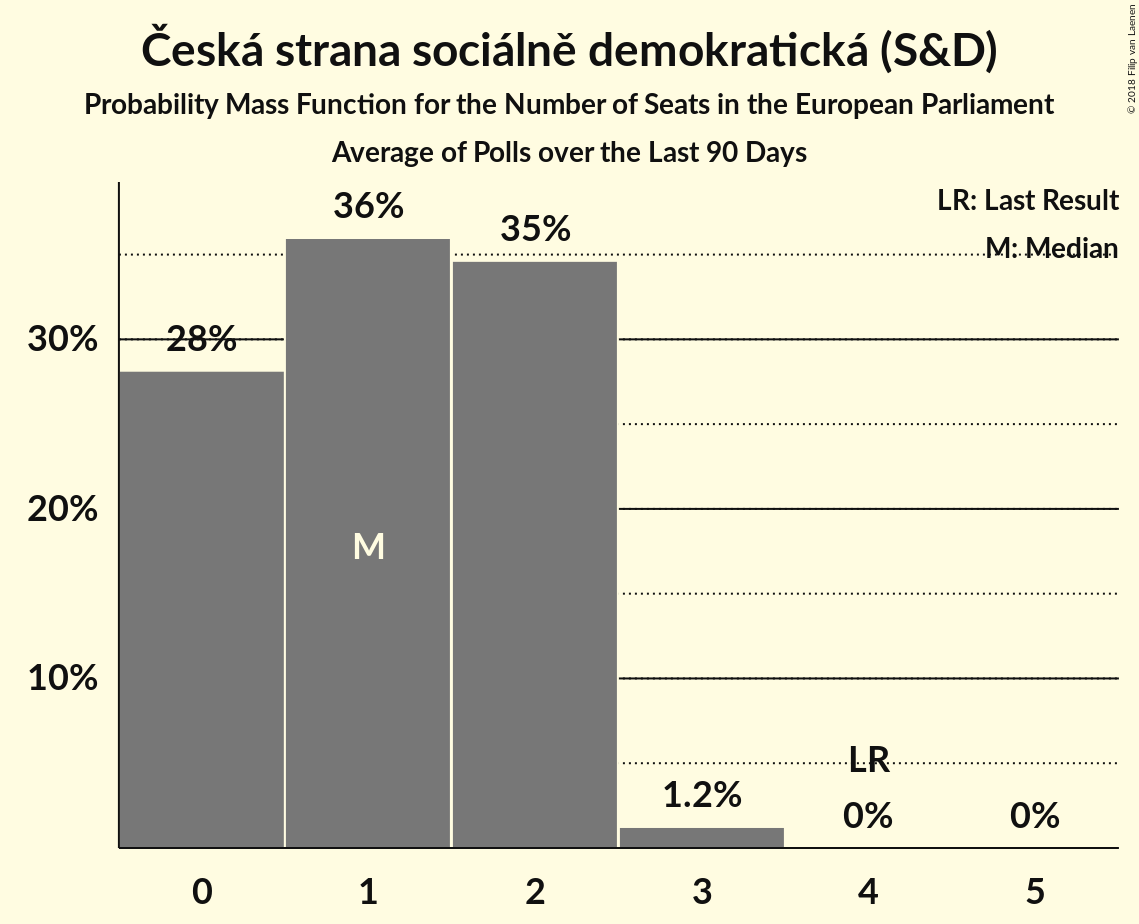 Česká strana sociálně demokratická (S&D)
Probability Mass Function for the Number of Seats in the European Parliament
Average of Polls over the Last 90 Days
© 2018 Filip van Laenen
LR: Last Result
M: Median
36%
35%
28%
30%
20%
10%
M
LR
1.2%
0%
0%
0 1 2 3 4 5